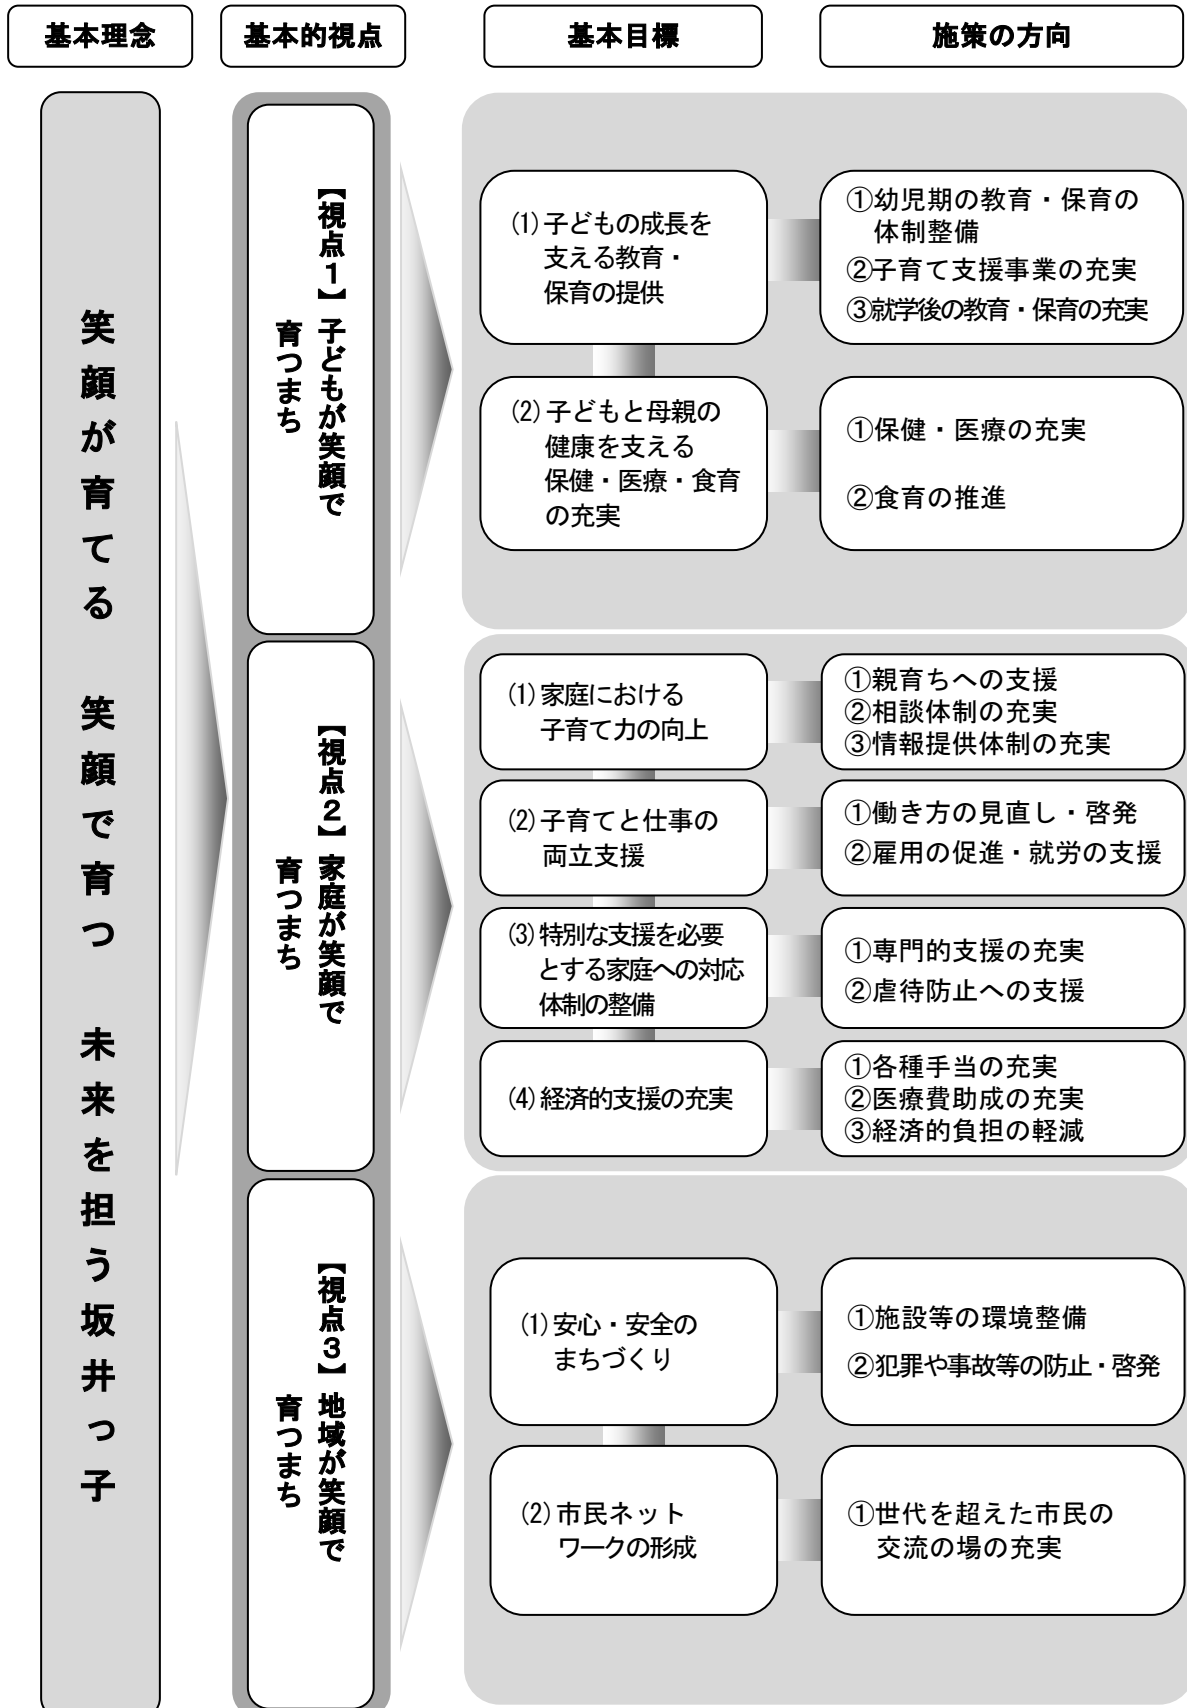 基本理念
基本的視点
基本目標
施策の方向
笑顔が育てる　笑顔で育つ　未来を担う坂井っ子
【視点１】子どもが笑顔で
育つまち
(1)子どもの成長を
支える教育・
保育の提供
①幼児期の教育・保育の
体制整備
②子育て支援事業の充実
③就学後の教育・保育の充実
(2)子どもと母親の
健康を支える
保健・医療・食育
の充実
①保健・医療の充実
②食育の推進
【視点２】家庭が笑顔で
育つまち
(1)家庭における
子育て力の向上
①親育ちへの支援
②相談体制の充実
③情報提供体制の充実
(2)子育てと仕事の
両立支援
①働き方の見直し・啓発
②雇用の促進・就労の支援
(3)特別な支援を必要
とする家庭への対応
体制の整備
①専門的支援の充実
②虐待防止への支援
(4)経済的支援の充実
①各種手当の充実
②医療費助成の充実
③経済的負担の軽減
【視点３】地域が笑顔で
育つまち
(1)安心・安全の
まちづくり
①施設等の環境整備
②犯罪や事故等の防止・啓発
(2)市民ネット
ワークの形成
①世代を超えた市民の
交流の場の充実